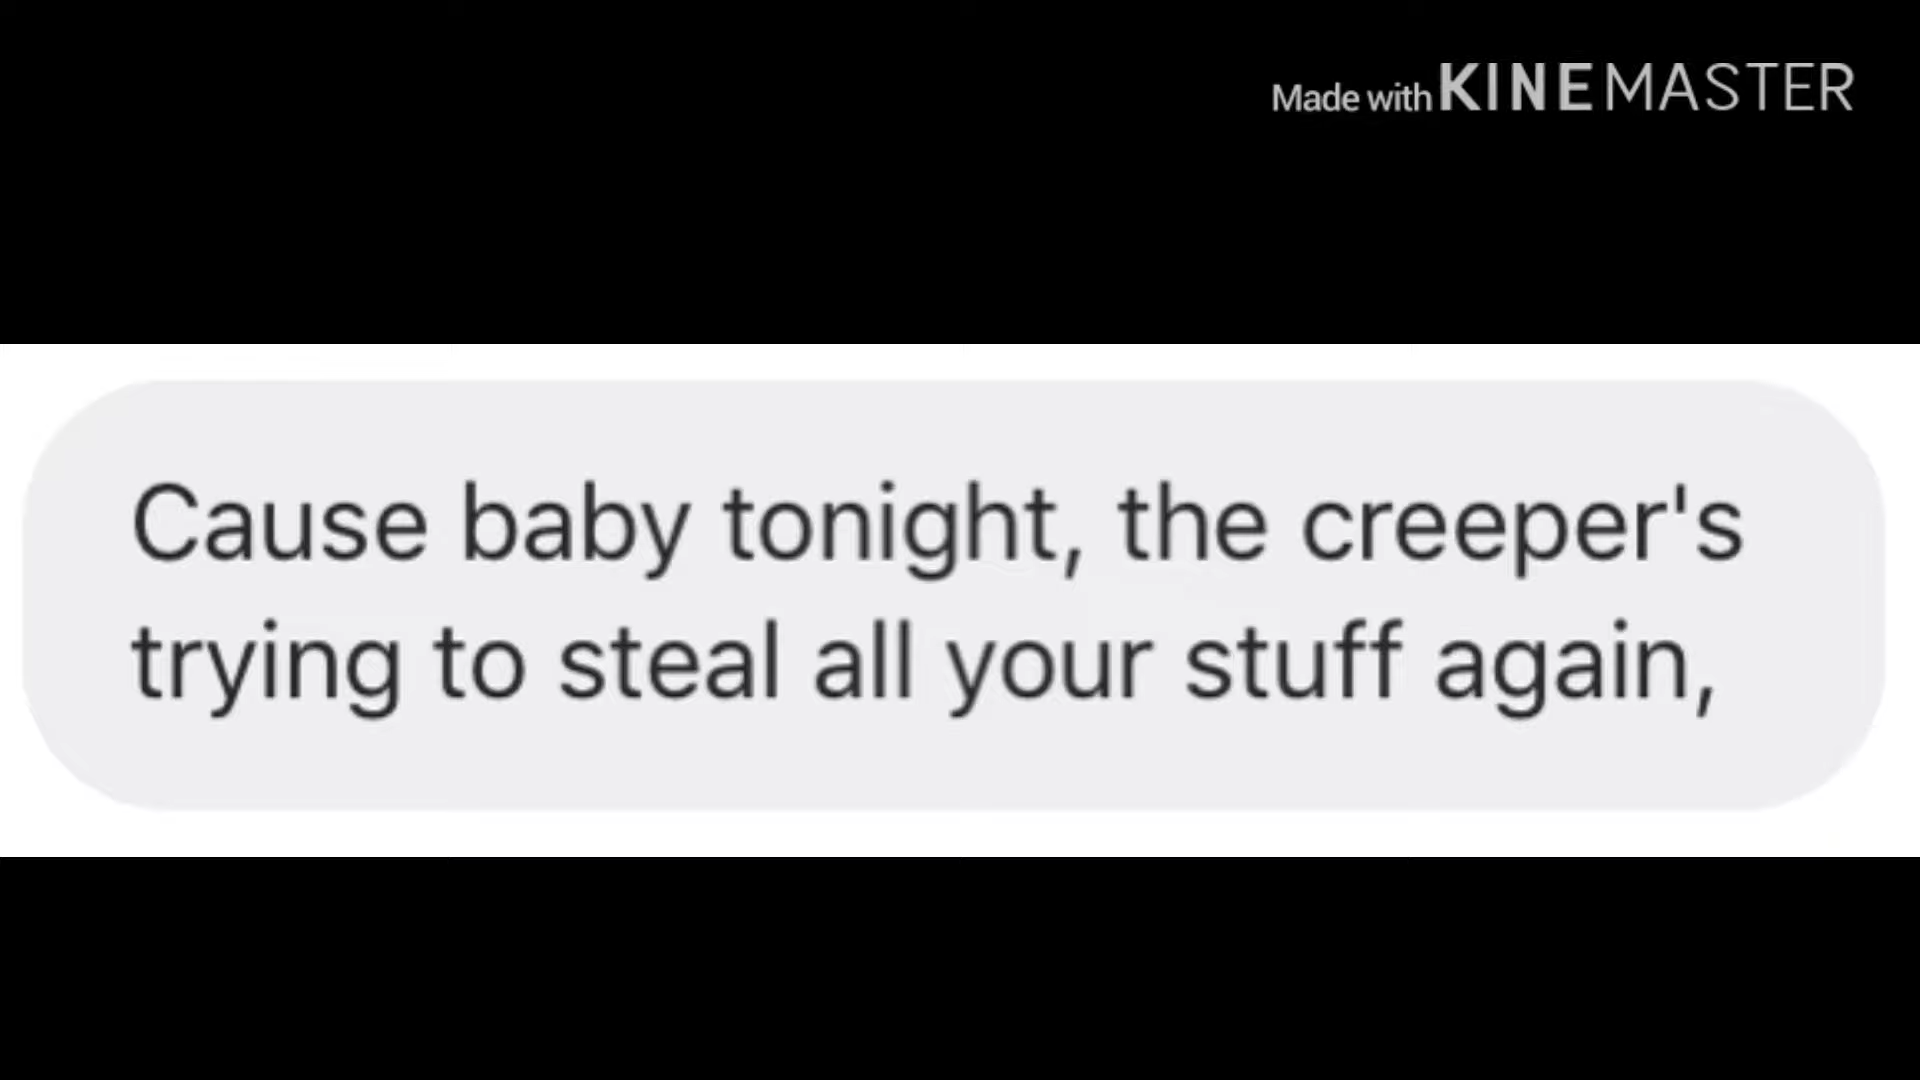 Made with KINEMASTER
Cause baby tonight, the creeper's
trying to steal all your stuff again,